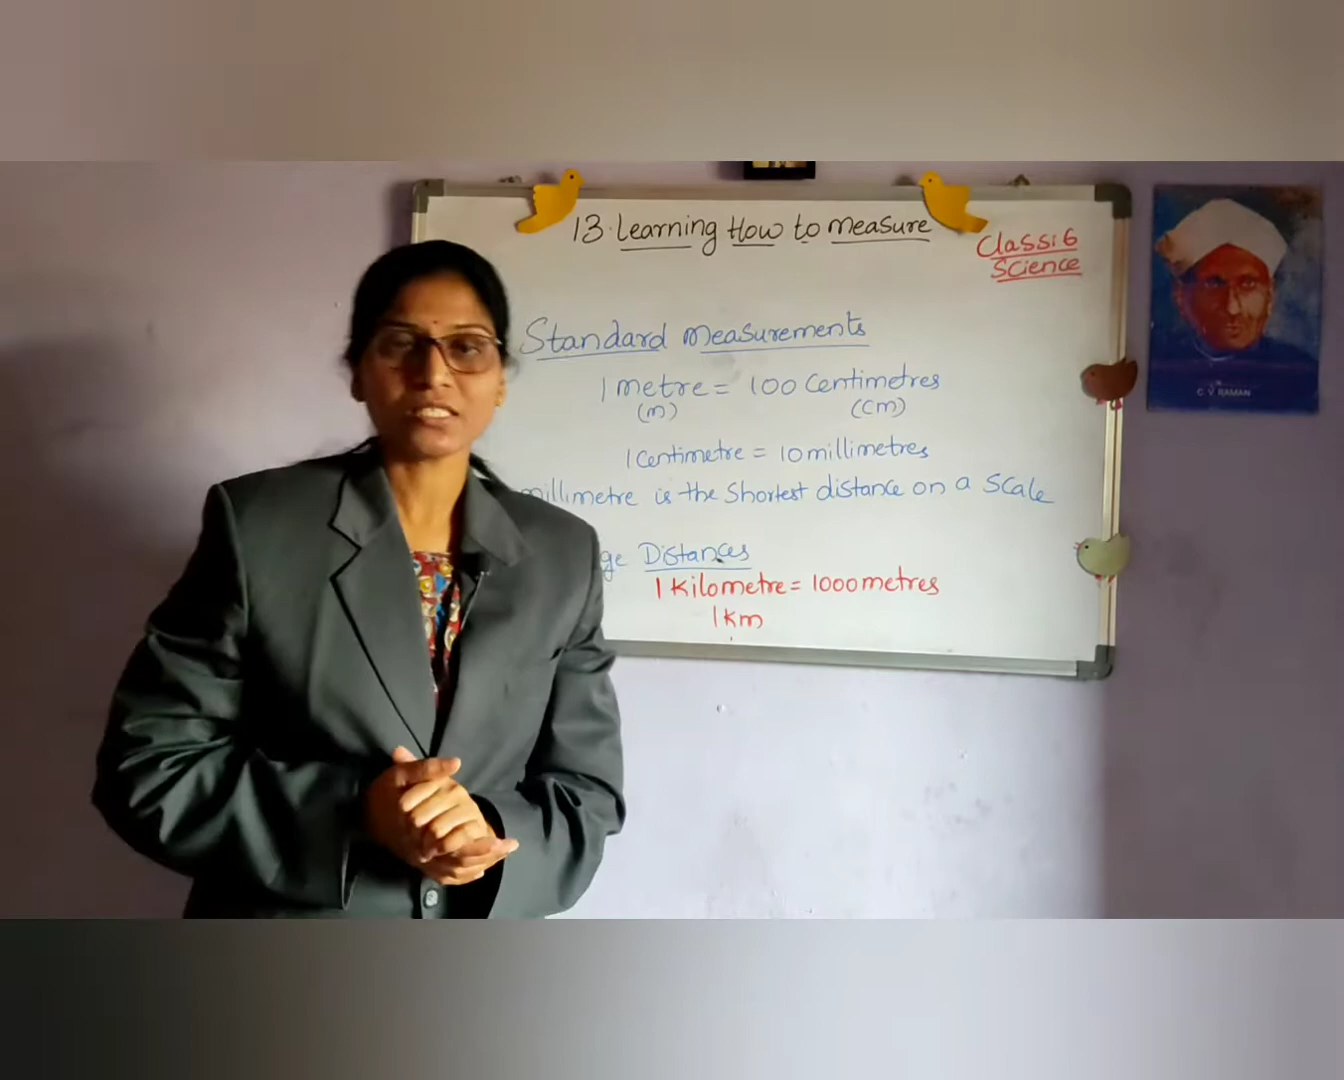 13. Learning How to measure
Class: 6
Science
Standard measurements
1 metre = 100 Centimetres
(m) (Cm)
1 Centimetre = 10 millimetres
millimetre is the Shortest distance on a Scale
Distances
1 Kilometre = 1000 metres
1 km
C V RAMAN